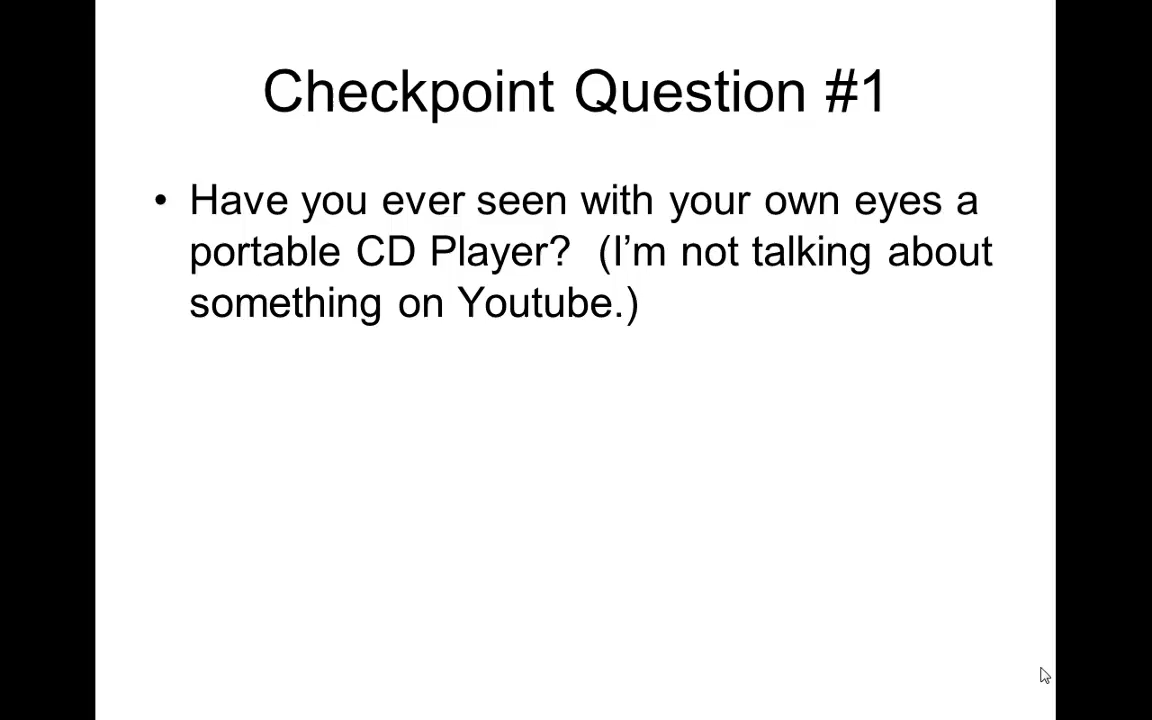 Checkpoint Question #1
• Have you ever seen with your own eyes a
portable CD Player?  (I’m not talking about
something on Youtube.)